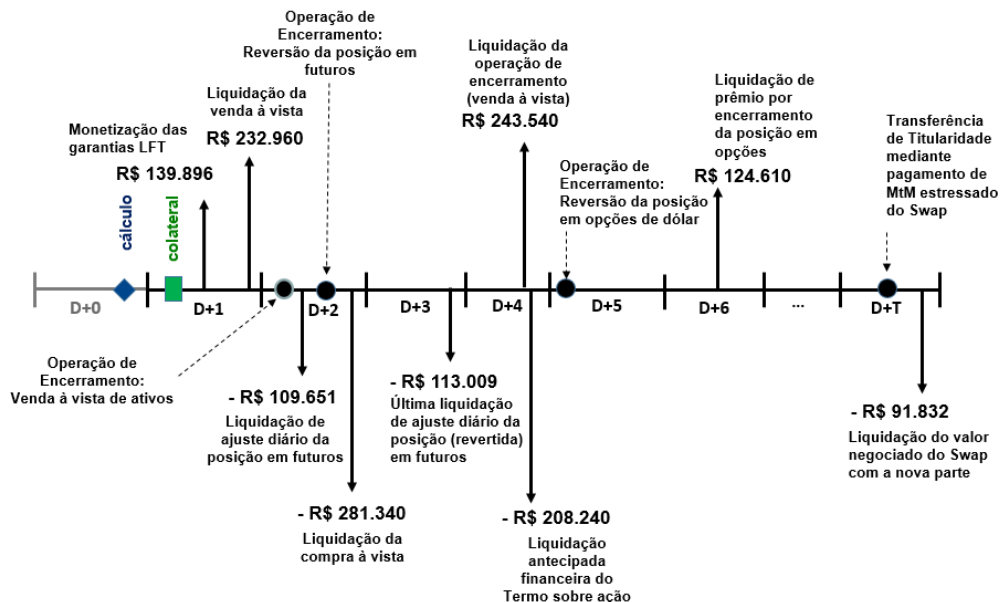 Operação de
Encerramento:
Reversão da posição em
futuros
Liquidação da
venda à vista
R$ 232.960
Monetização das
garantias LFT
R$ 139.896
cálculo
colateral
Liquidação da
operação de
encerramento
(venda à vista)
R$ 243.540
Operação de
Encerramento:
Reversão da posição
em opções de dólar
Liquidação de
prêmio por
encerramento
da posição em
opções
R$ 124.610
Transferência
de Titularidade
mediante
pagamento de
MtM estressado
do Swap
D+0
D+1
D+2
D+3
D+4
D+5
D+6
...
D+T
Operação de
Encerramento:
Venda à vista de ativos
- R$ 109.651
Liquidação de
ajuste diário da
posição em futuros
- R$ 281.340
Liquidação da
compra à vista
- R$ 113.009
Última liquidação
de ajuste diário da
posição (revertida)
em futuros
- R$ 208.240
Liquidação
antecipada
financeira do
Termo sobre ação
- R$ 91.832
Liquidação do valor
negociado do Swap
com a nova parte